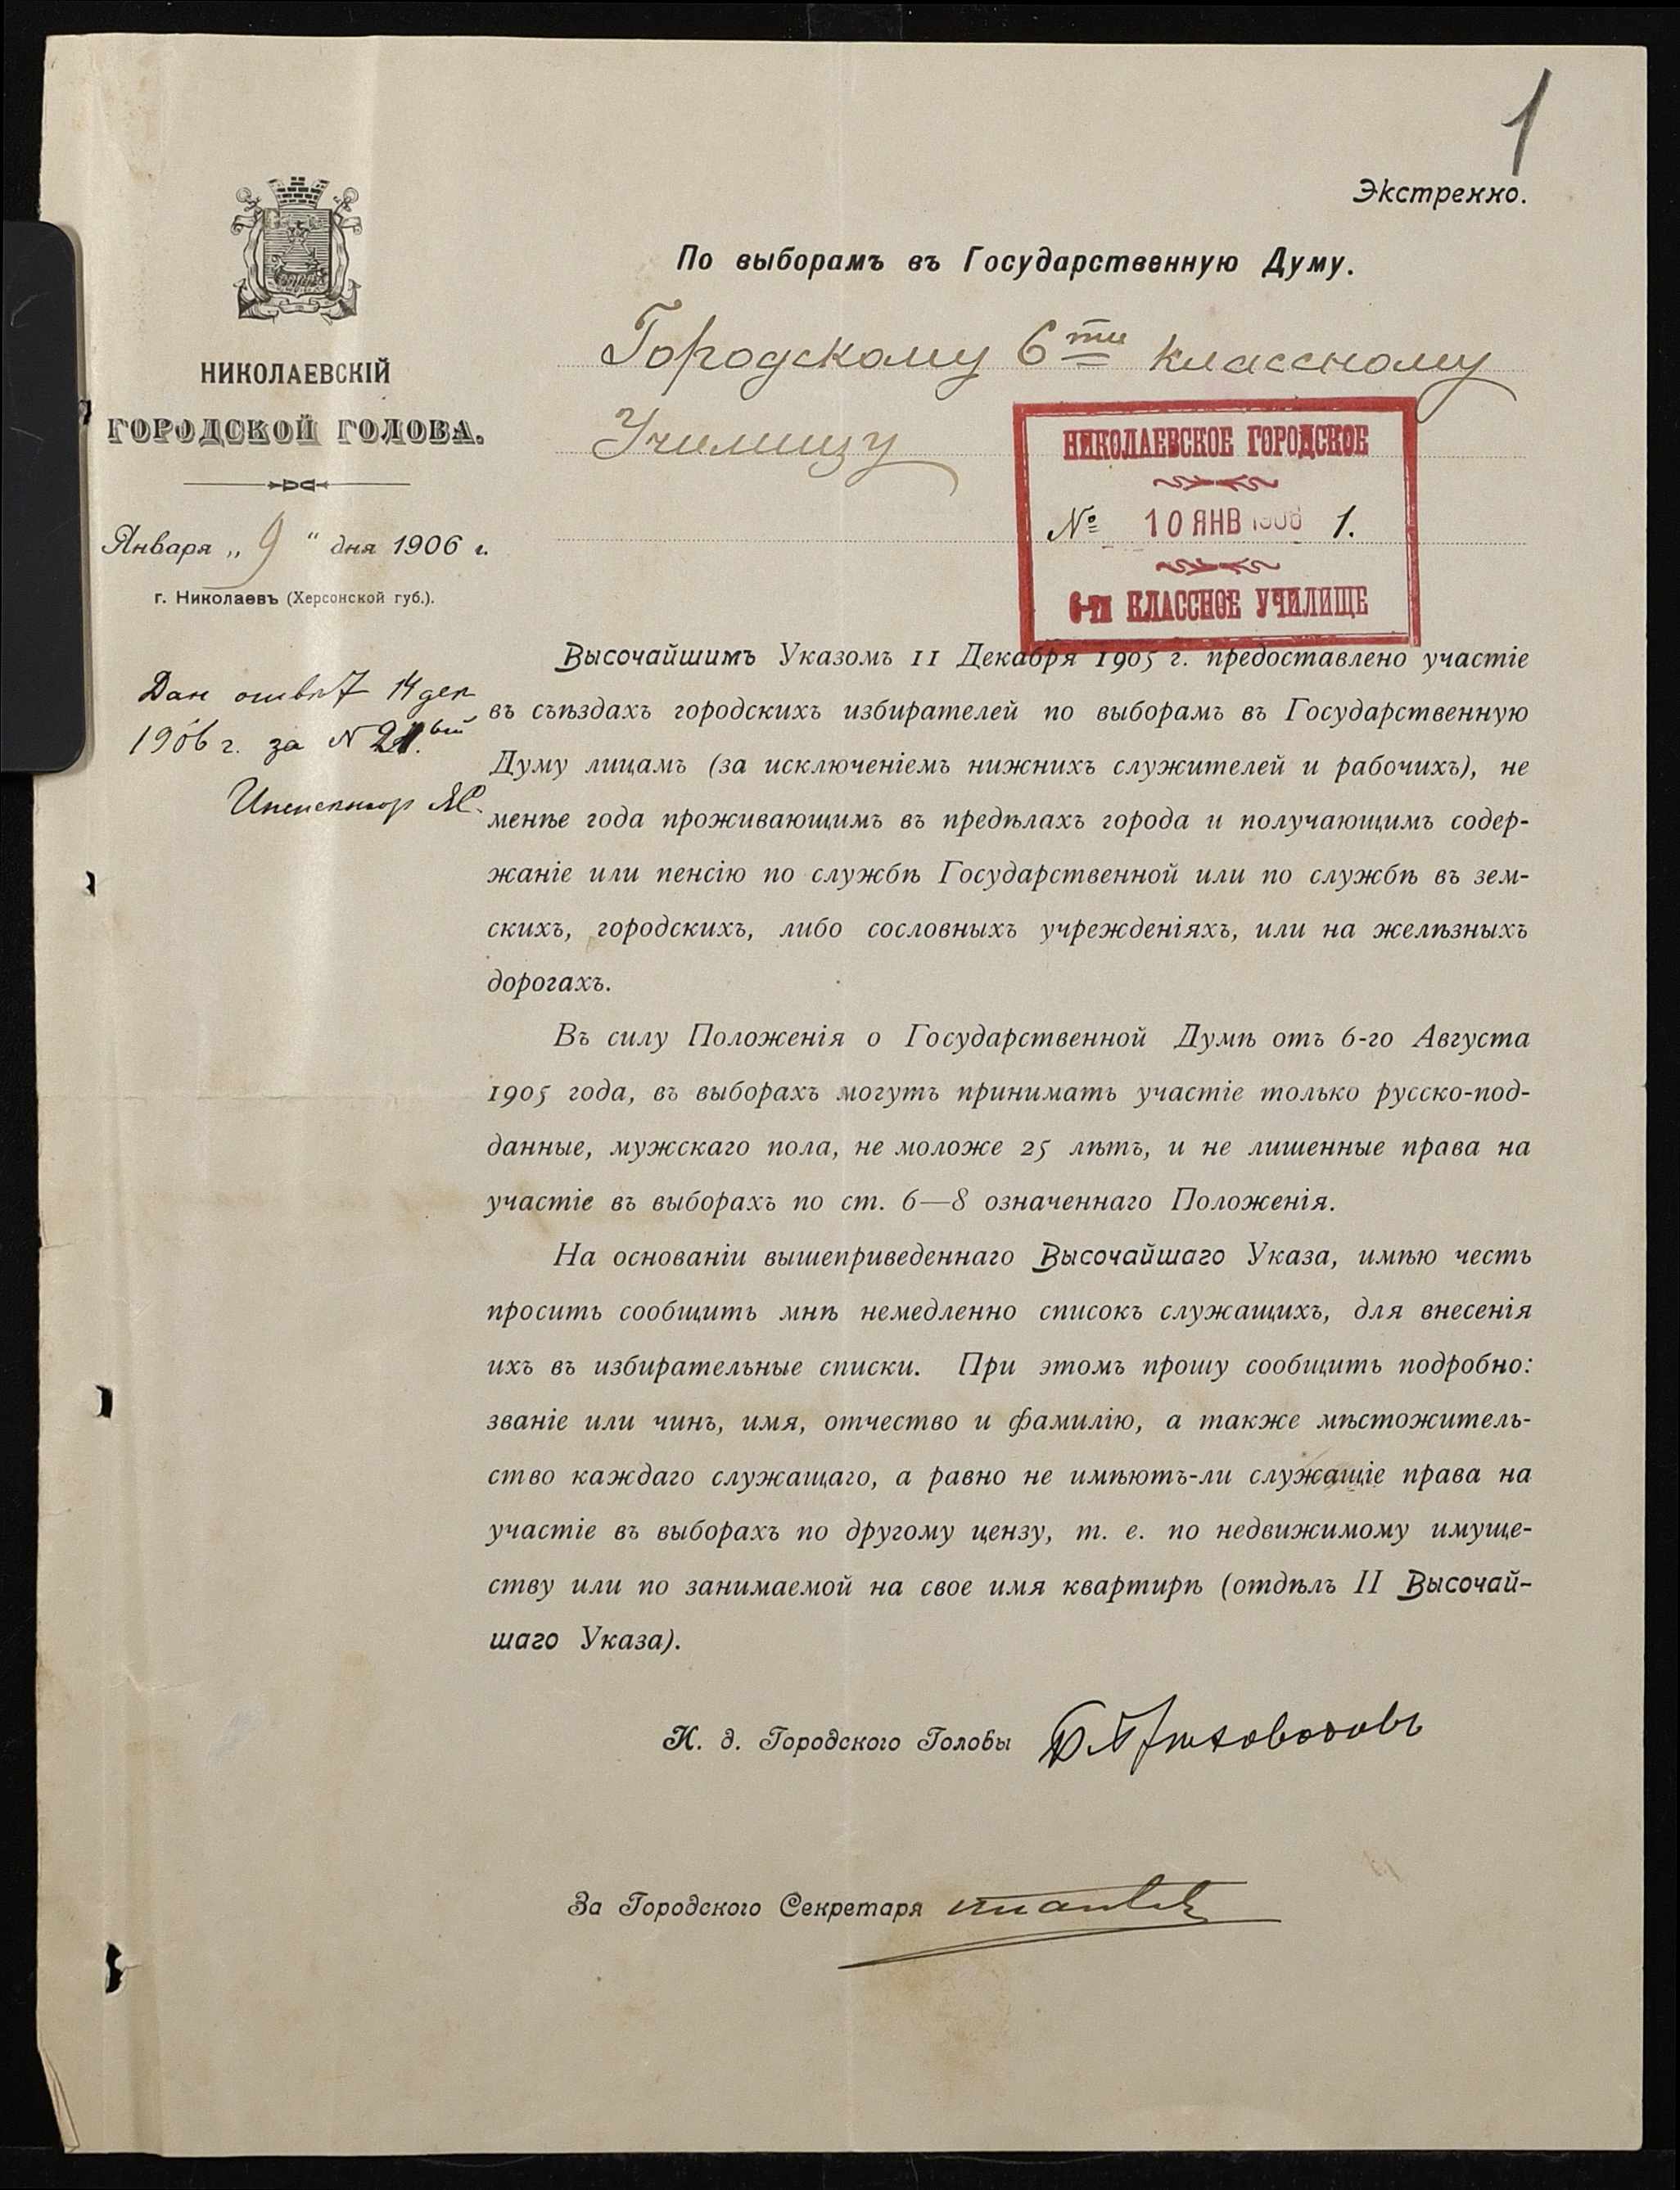 1
Экстренно.
По выборамъ въ Государственную Думу.
НИКОЛАЕВСКІЙ
ГОРОДСКОЙ ГОЛОВА.
Января „ 9 “ дня 1906 г.
г. Николаевъ (Херсонской губ.).
Городскому 6ти классному
Училищу
НИКОЛАЕВСКОЕ ГОРОДСКОЕ
№ 10 ЯНВ 1906 1.
6-ТИ КЛАССНОЕ УЧИЛИЩЕ
Дан
1906 г. за N
Высочайшимъ Указомъ 11 Декабря 1905 г. предоставлено участіе
въ съѣздахъ городскихъ избирателей по выборамъ въ Государственную
Думу лицамъ (за исключеніемъ нижнихъ служителей и рабочихъ), не
менѣе года проживающимъ въ предѣлахъ города и получающимъ содер-
жаніе или пенсію по службѣ Государственной или по службѣ въ зем-
скихъ, городскихъ, либо сословныхъ учрежденіяхъ, или на желѣзныхъ
дорогахъ.
Въ силу Положенія о Государственной Думѣ отъ 6-го Августа
1905 года, въ выборахъ могутъ принимать участіе только русско-под-
данные, мужскаго пола, не моложе 25 лѣтъ, и не лишенные права на
участіе въ выборахъ по ст. 6—8 означеннаго Положенія.
На основаніи вышеприведеннаго Высочайшаго Указа, имѣю честь
просить сообщить мнѣ немедленно списокъ служащихъ, для внесенія
ихъ въ избирательные списки. При этомъ прошу сообщить подробно:
званіе или чинъ, имя, отчество и фамилію, а также мѣстожитель-
ство каждаго служащаго, а равно не имѣютъ-ли служащіе права на
участіе въ выборахъ по другому цензу, т. е. по недвижимому имуще-
ству или по занимаемой на свое имя квартирѣ (отдѣлъ II Высочай-
шаго Указа).
И. д. Городского Головы
За Городского Секретаря